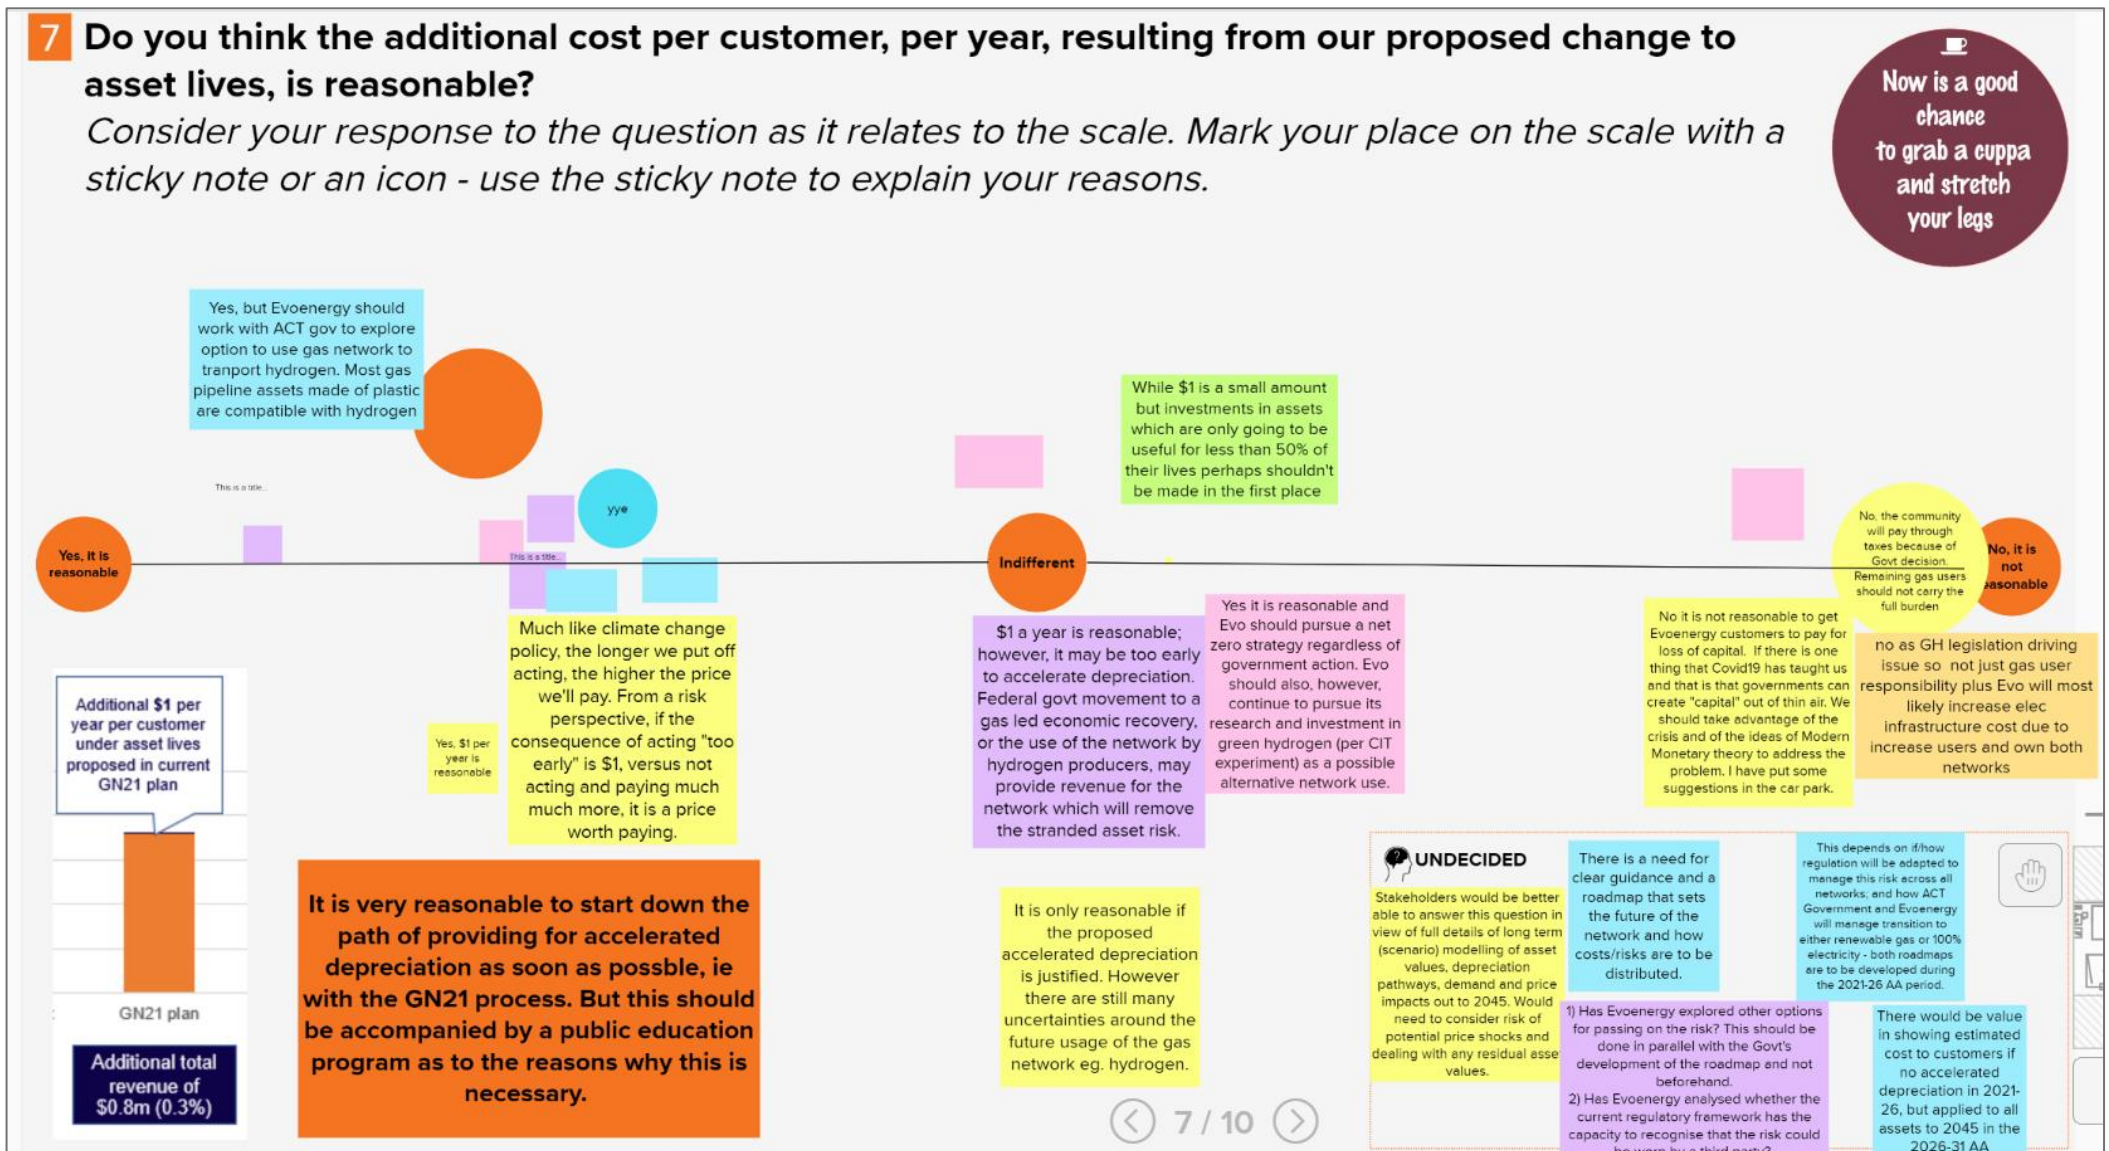 7 Do you think the additional cost per customer, per year, resulting from our proposed change to
asset lives, is reasonable?
Consider your response to the question as it relates to the scale. Mark your place on the scale with a
sticky note or an icon - use the sticky note to explain your reasons.
Now is a good
chance
to grab a cuppa
and stretch
your legs
Yes, but Evoenergy should
work with ACT gov to explore
option to use gas network to
tranport hydrogen. Most gas
pipeline assets made of plastic
are compatible with hydrogen
While $1 is a small amount
but investments in assets
which are only going to be
useful for less than 50% of
their lives perhaps shouldn't
be made in the first place
This is a title...
yye
This is a title...
Yes, it is
reasonable
Indifferent
No, the community
will pay through
taxes because of
Govt decision.
Remaining gas users
should not carry the
full burden
No, it is
not
easonable
Additional $1 per
year per customer
under asset lives
proposed in current
GN21 plan
GN21 plan
Additional total
revenue of
$0.8m (0.3%)
Yes, $1 per
year is
reasonable
Much like climate change
policy, the longer we put off
acting, the higher the price
we'll pay. From a risk
perspective, if the
consequence of acting "too
early" is $1, versus not
acting and paying much
much more, it is a price
worth paying.
It is very reasonable to start down the
path of providing for accelerated
depreciation as soon as possble, ie
with the GN21 process. But this should
be accompanied by a public education
program as to the reasons why this is
necessary.
$1 a year is reasonable;
however, it may be too early
to accelerate depreciation.
Federal govt movement to a
gas led economic recovery,
or the use of the network by
hydrogen producers, may
provide revenue for the
network which will remove
the stranded asset risk.
Yes it is reasonable and
Evo should pursue a net
zero strategy regardless of
government action. Evo
should also, however,
continue to pursue its
research and investment in
green hydrogen (per CIT
experiment) as a possible
alternative network use.
It is only reasonable if
the proposed
accelerated depreciation
is justified. However
there are still many
uncertainties around the
future usage of the gas
network eg. hydrogen.
7 / 10
No it is not reasonable to get
Evoenergy customers to pay for
loss of capital. If there is one
thing that Covid19 has taught us
and that is that governments can
create "capital" out of thin air. We
should take advantage of the
crisis and of the ideas of Modern
Monetary theory to address the
problem. I have put some
suggestions in the car park.
no as GH legislation driving
issue so not just gas user
responsibility plus Evo will most
likely increase elec
infrastructure cost due to
increase users and own both
networks
UNDECIDED
Stakeholders would be better
able to answer this question in
view of full details of long term
(scenario) modelling of asset
values, depreciation
pathways, demand and price
impacts out to 2045. Would
need to consider risk of
potential price shocks and
dealing with any residual asse
values.
There is a need for
clear guidance and a
roadmap that sets
the future of the
network and how
costs/risks are to be
distributed.
This depends on if/how
regulation will be adapted to
manage this risk across all
networks; and how ACT
Government and Evoenergy
will manage transition to
either renewable gas or 100%
electricity - both roadmaps
are to be developed during
the 2021-26 AA period.
1) Has Evoenergy explored other options
for passing on the risk? This should be
done in parallel with the Govt's
development of the roadmap and not
beforehand.
2) Has Evoenergy analysed whether the
current regulatory framework has the
capacity to recognise that the risk could
be worn by a third party?
There would be value
in showing estimated
cost to customers if
no accelerated
depreciation in 2021-
26, but applied to all
assets to 2045 in the
2026-31 AA